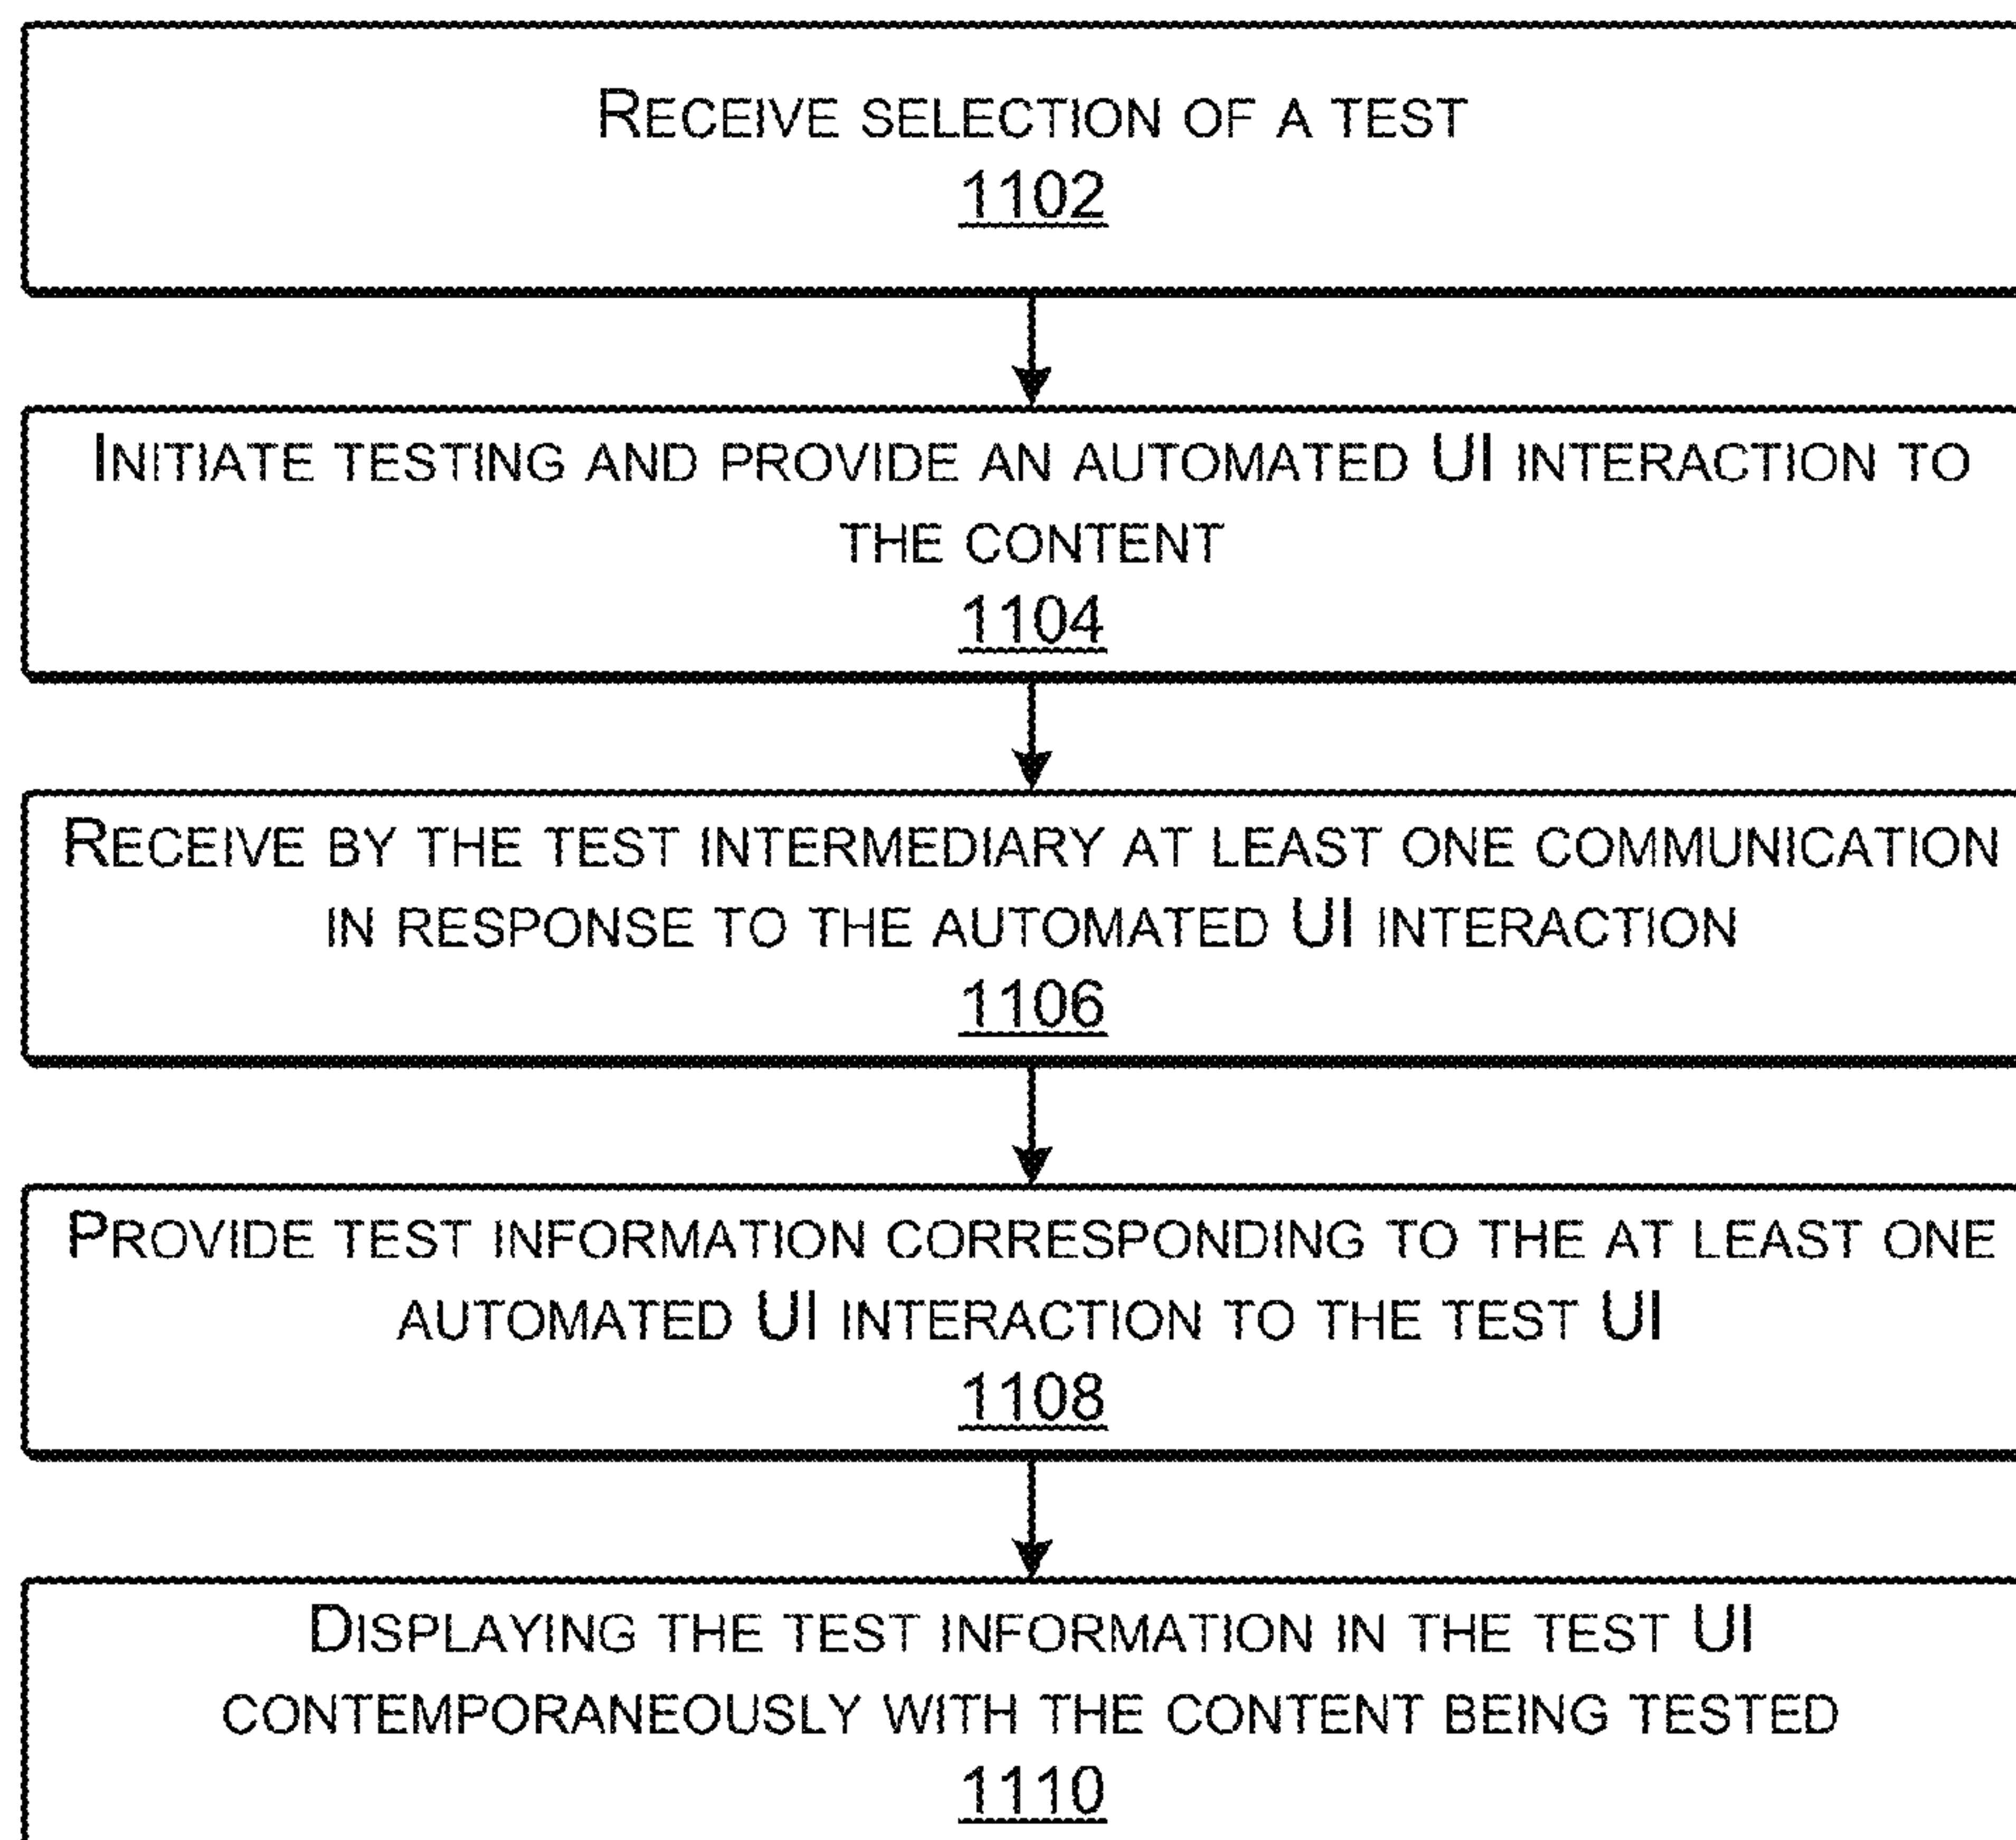 RECEIVE SELECTION OF A TEST
1102
INITIATE TESTING AND PROVIDE AN AUTOMATED UI INTERACTION TO
THE CONTENT
1104
RECEIVE BY THE TEST INTERMEDIARY AT LEAST ONE COMMUNICATION
IN RESPONSE TO THE AUTOMATED UI INTERACTION
1106
PROVIDE TEST INFORMATION CORRESPONDING TO THE AT LEAST ONE
AUTOMATED UI INTERACTION TO THE TEST UI
1108
DISPLAYING THE TEST INFORMATION IN THE TEST UI
CONTEMPORANEOUSLY WITH THE CONTENT BEING TESTED
1110